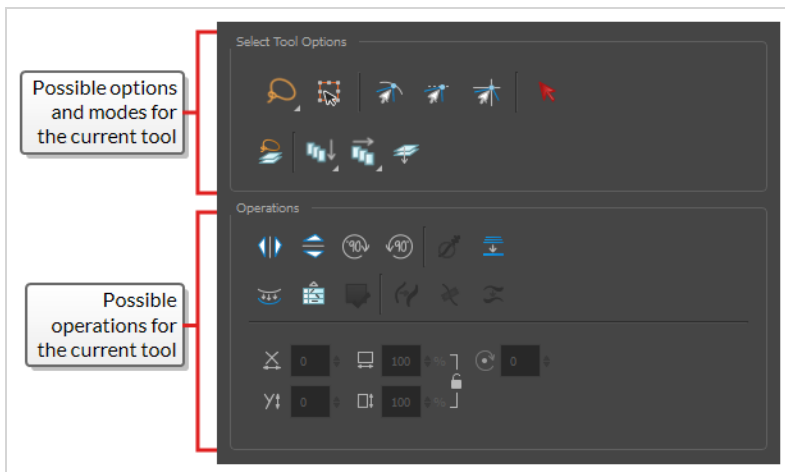 Select Tool Options
Possible options
and modes for
the current tool
Operations
90
90
Possible
operations for
the current tool
X 0 100 % 0
Y 0 100 %